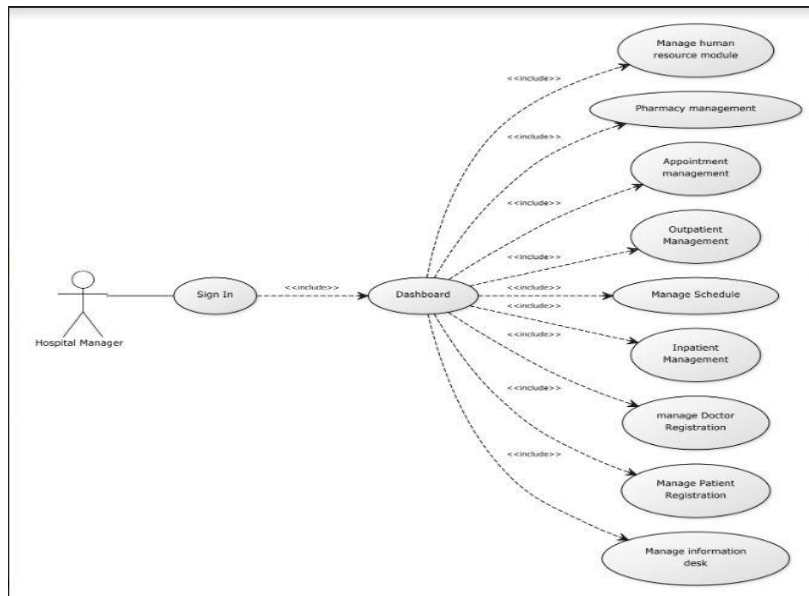 Manage human
resource module
<<include>>
Pharmacy management
<<include>>
<<include>>
Appointment
management
<<include>>
Outpatient
Management
<<include>>
Sign In
<<include>>
Dashboard
<<include>>
Manage Schedule
<<include>>
Hospital Manager
Inpatient
Management
<<include>>
manage Doctor
Registration
<<include>>
Manage Patient
Registration
<<include>>
Manage information
desk